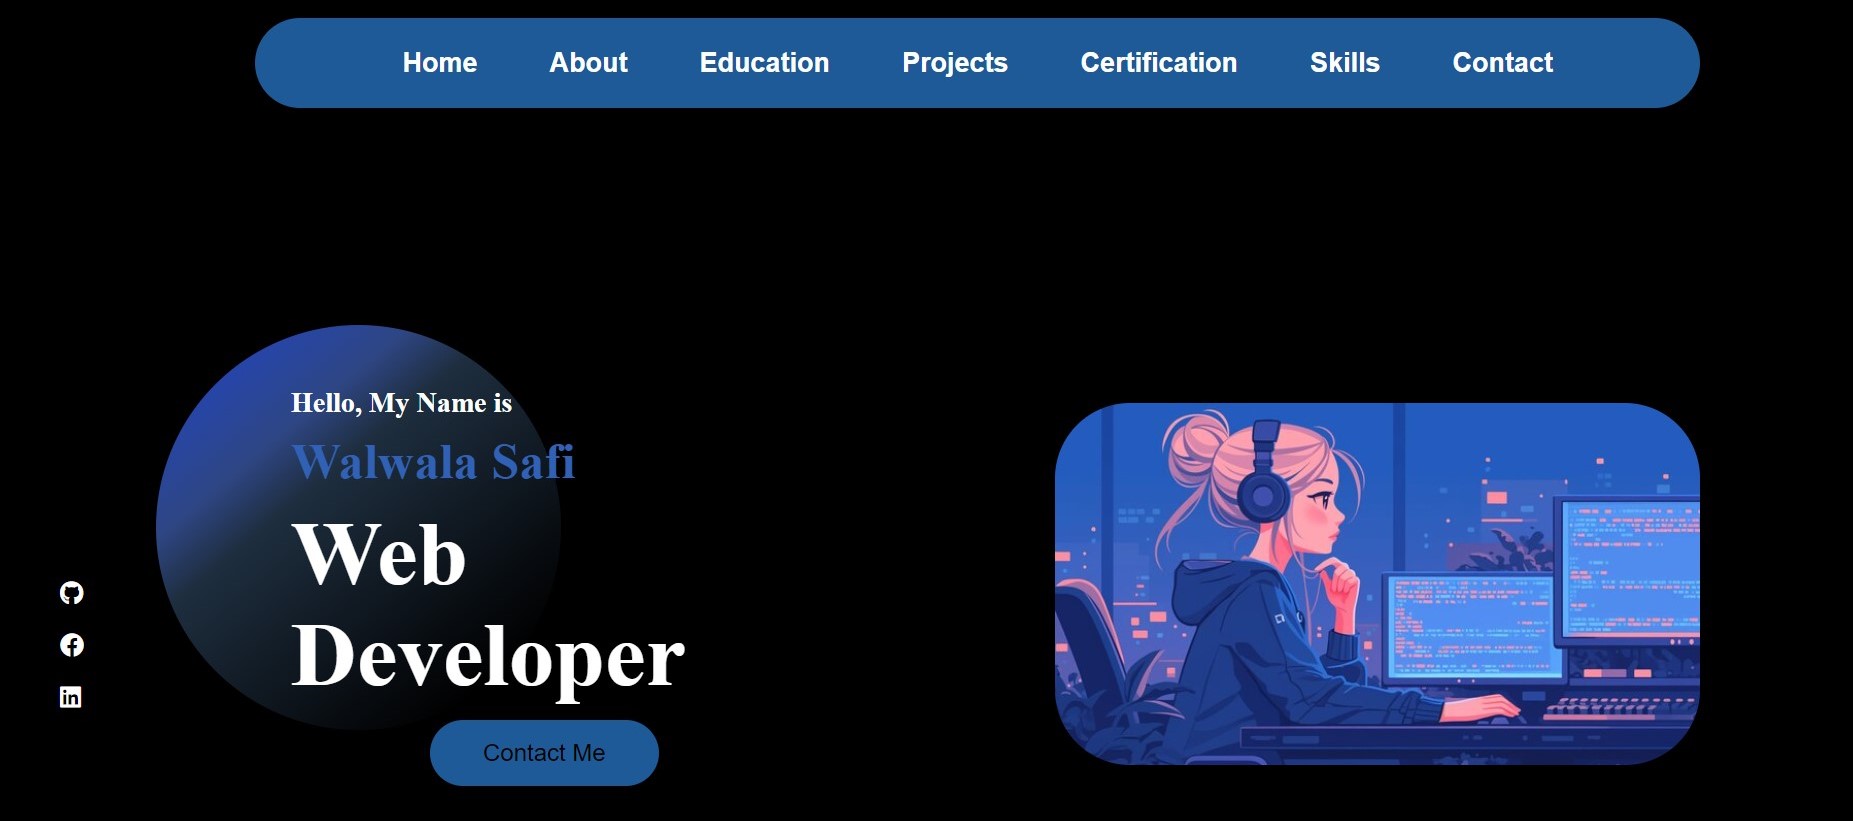 Home About Education Projects Certification Skills Contact
Hello, My Name is
Walwala Safi
Web
Developer
Contact Me